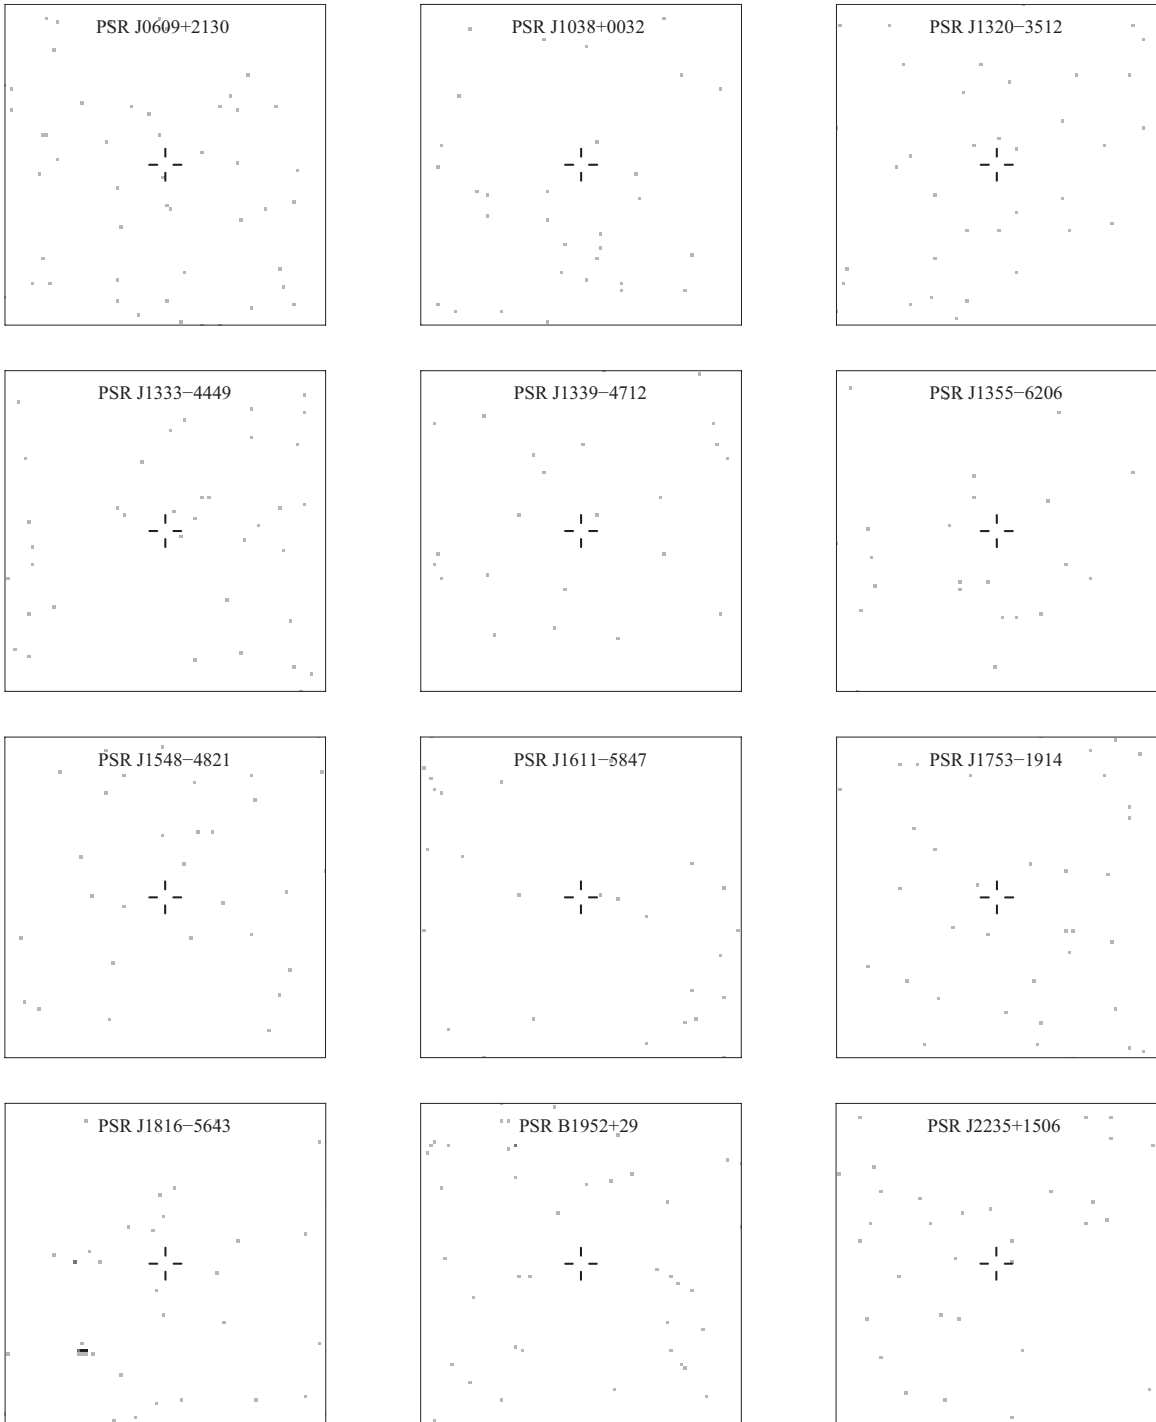 PSR J0609+2130
PSR J1038+0032
PSR J1320−3512
PSR J1333−4449
PSR J1339−4712
PSR J1355−6206
PSR J1548−4821
PSR J1611−5847
PSR J1753−1914
PSR J1816−5643
PSR B1952+29
PSR J2235+1506